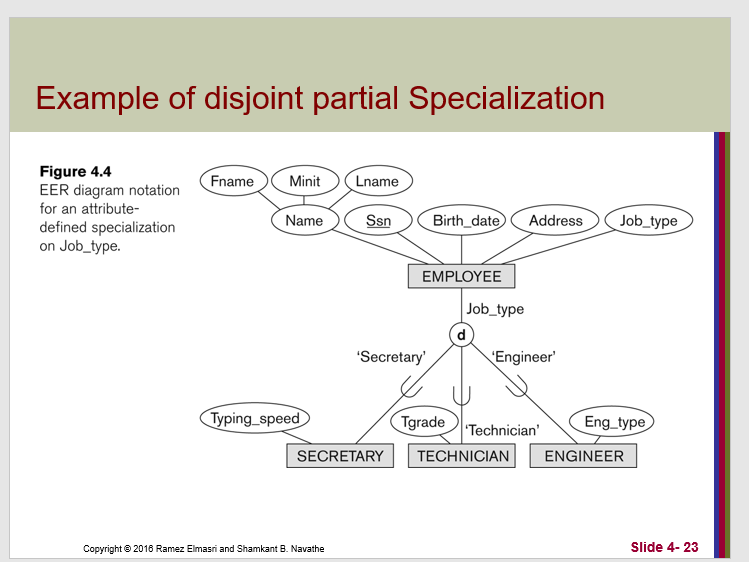 Example of disjoint partial Specialization
Figure 4.4
EER diagram notation
for an attribute-
defined specialization
on Job_type.
Fname
Minit
Lname
Name
Ssn
Birth_date
Address
Job_type
EMPLOYEE
Job_type
d
‘Secretary’
‘Engineer’
Typing_speed
Tgrade
‘Technician’
Eng_type
SECRETARY
TECHNICIAN
ENGINEER
Copyright © 2016 Ramez Elmasri and Shamkant B. Navathe
Slide 4- 23